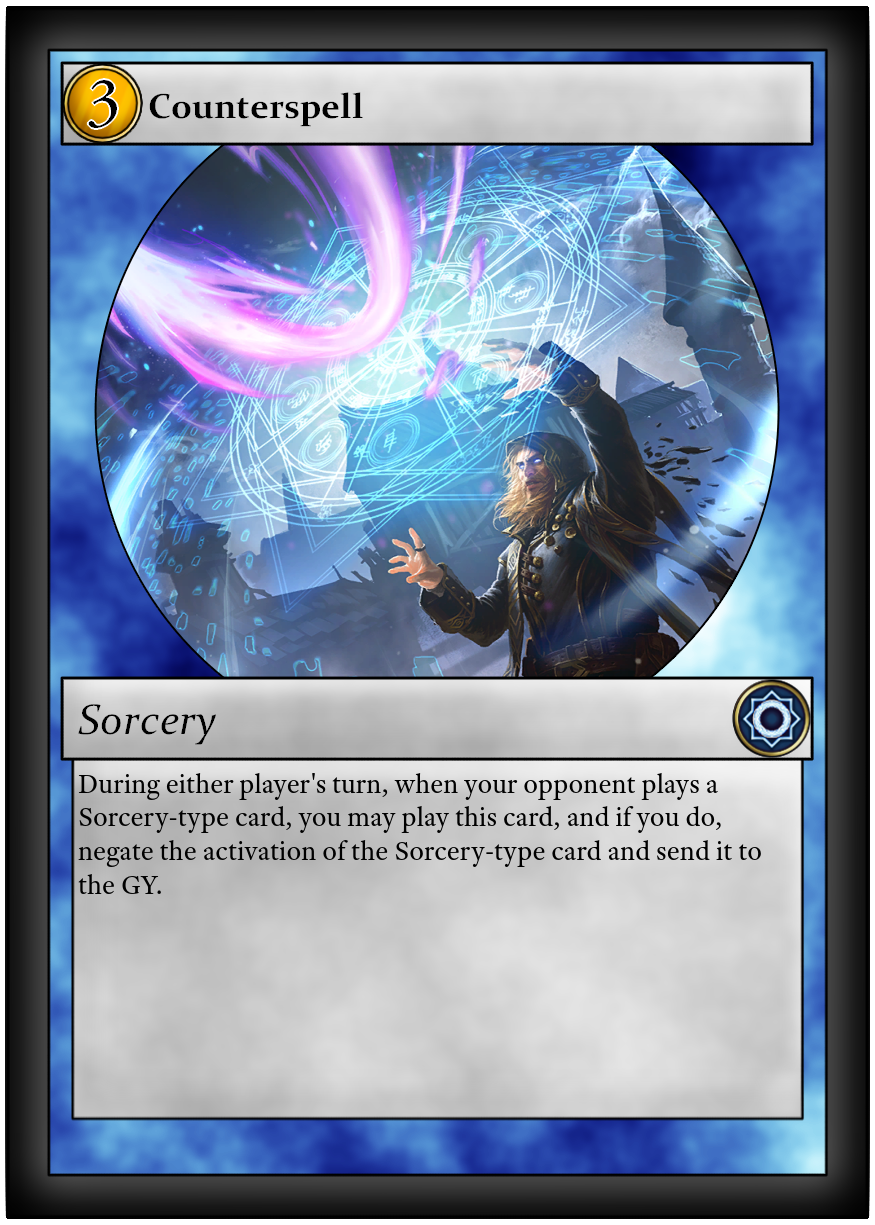 3 Counterspell
Sorcery
During either player's turn, when your opponent plays a
Sorcery-type card, you may play this card, and if you do,
negate the activation of the Sorcery-type card and send it to
the GY.